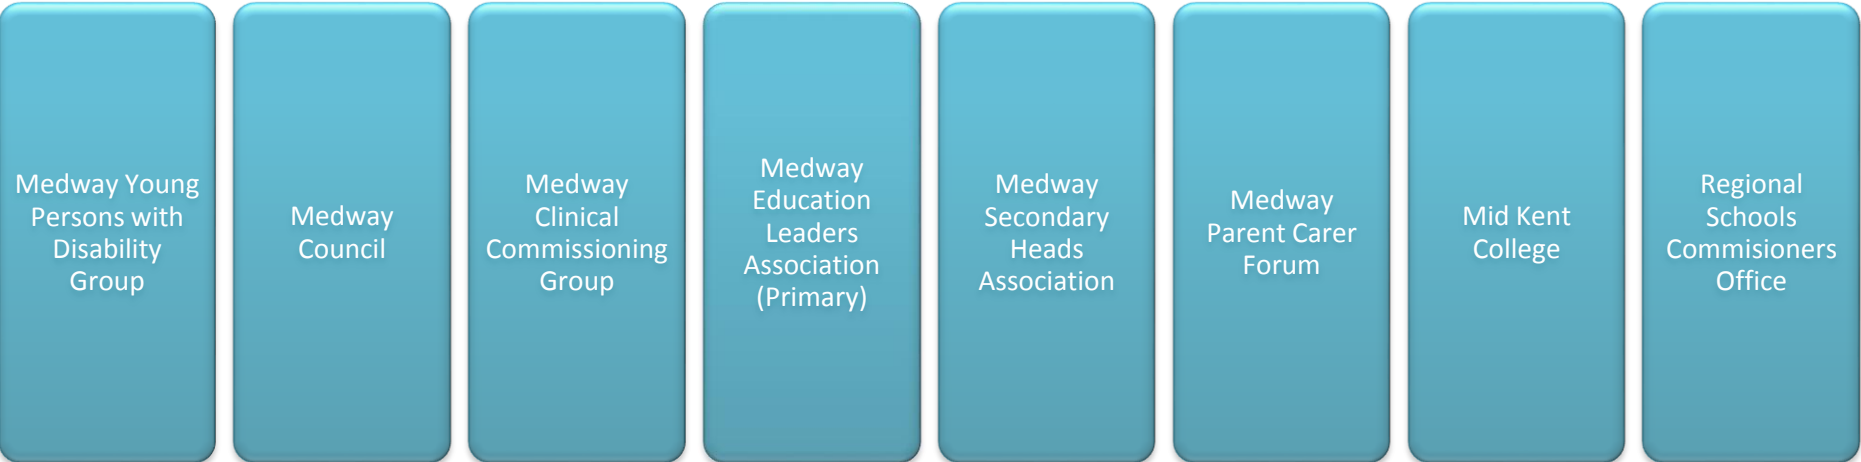 Medway Young
Persons with
Disability
Group
Medway
Council
Medway
Clinical
Commissioning
Group
Medway
Education
Leaders
Association
(Primary)
Medway
Secondary
Heads
Association
Medway
Parent Carer
Forum
Mid Kent
College
Regional
Schools
Commisioners
Office